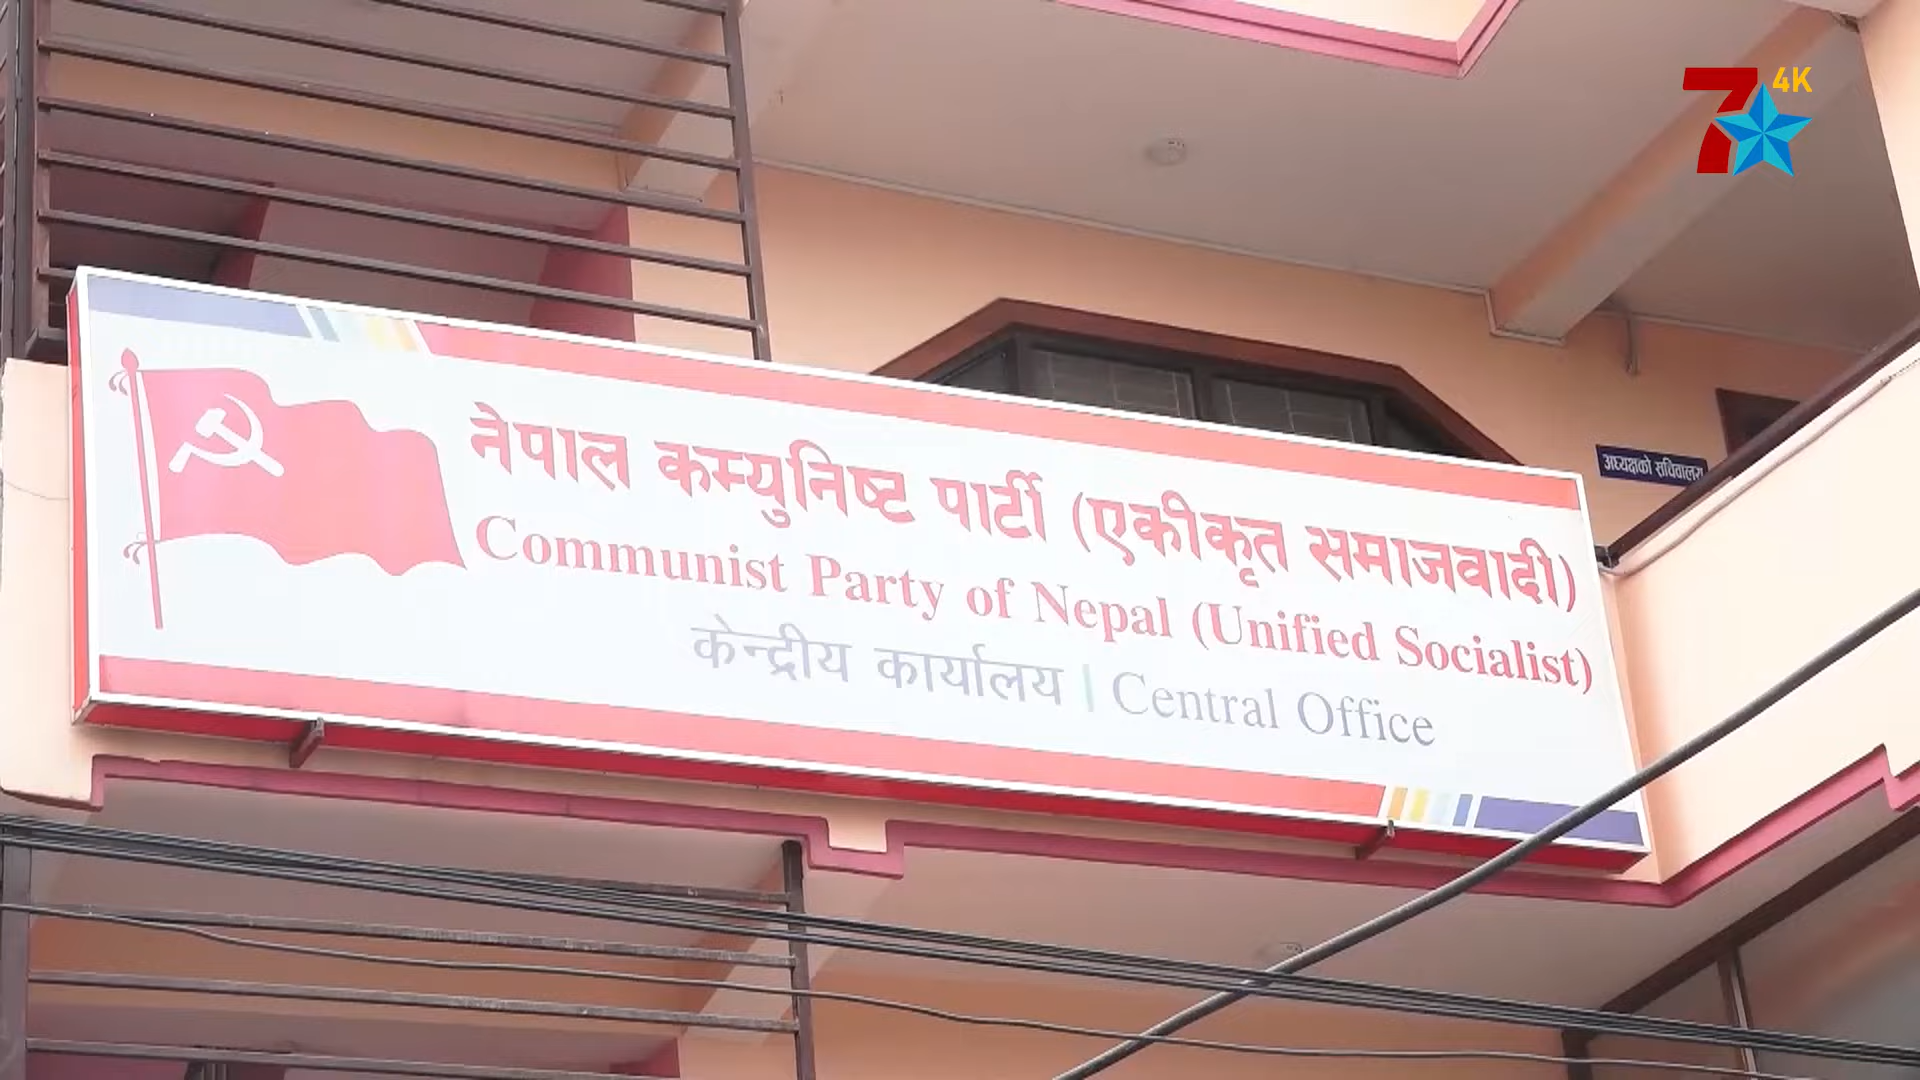 7 4K
अध्यक्षको सचिवालय
नेपाल कम्युनिष्ट पार्टी (एकीकृत समाजवादी)
Communist Party of Nepal (Unified Socialist)
केन्द्रीय कार्यालय | Central Office